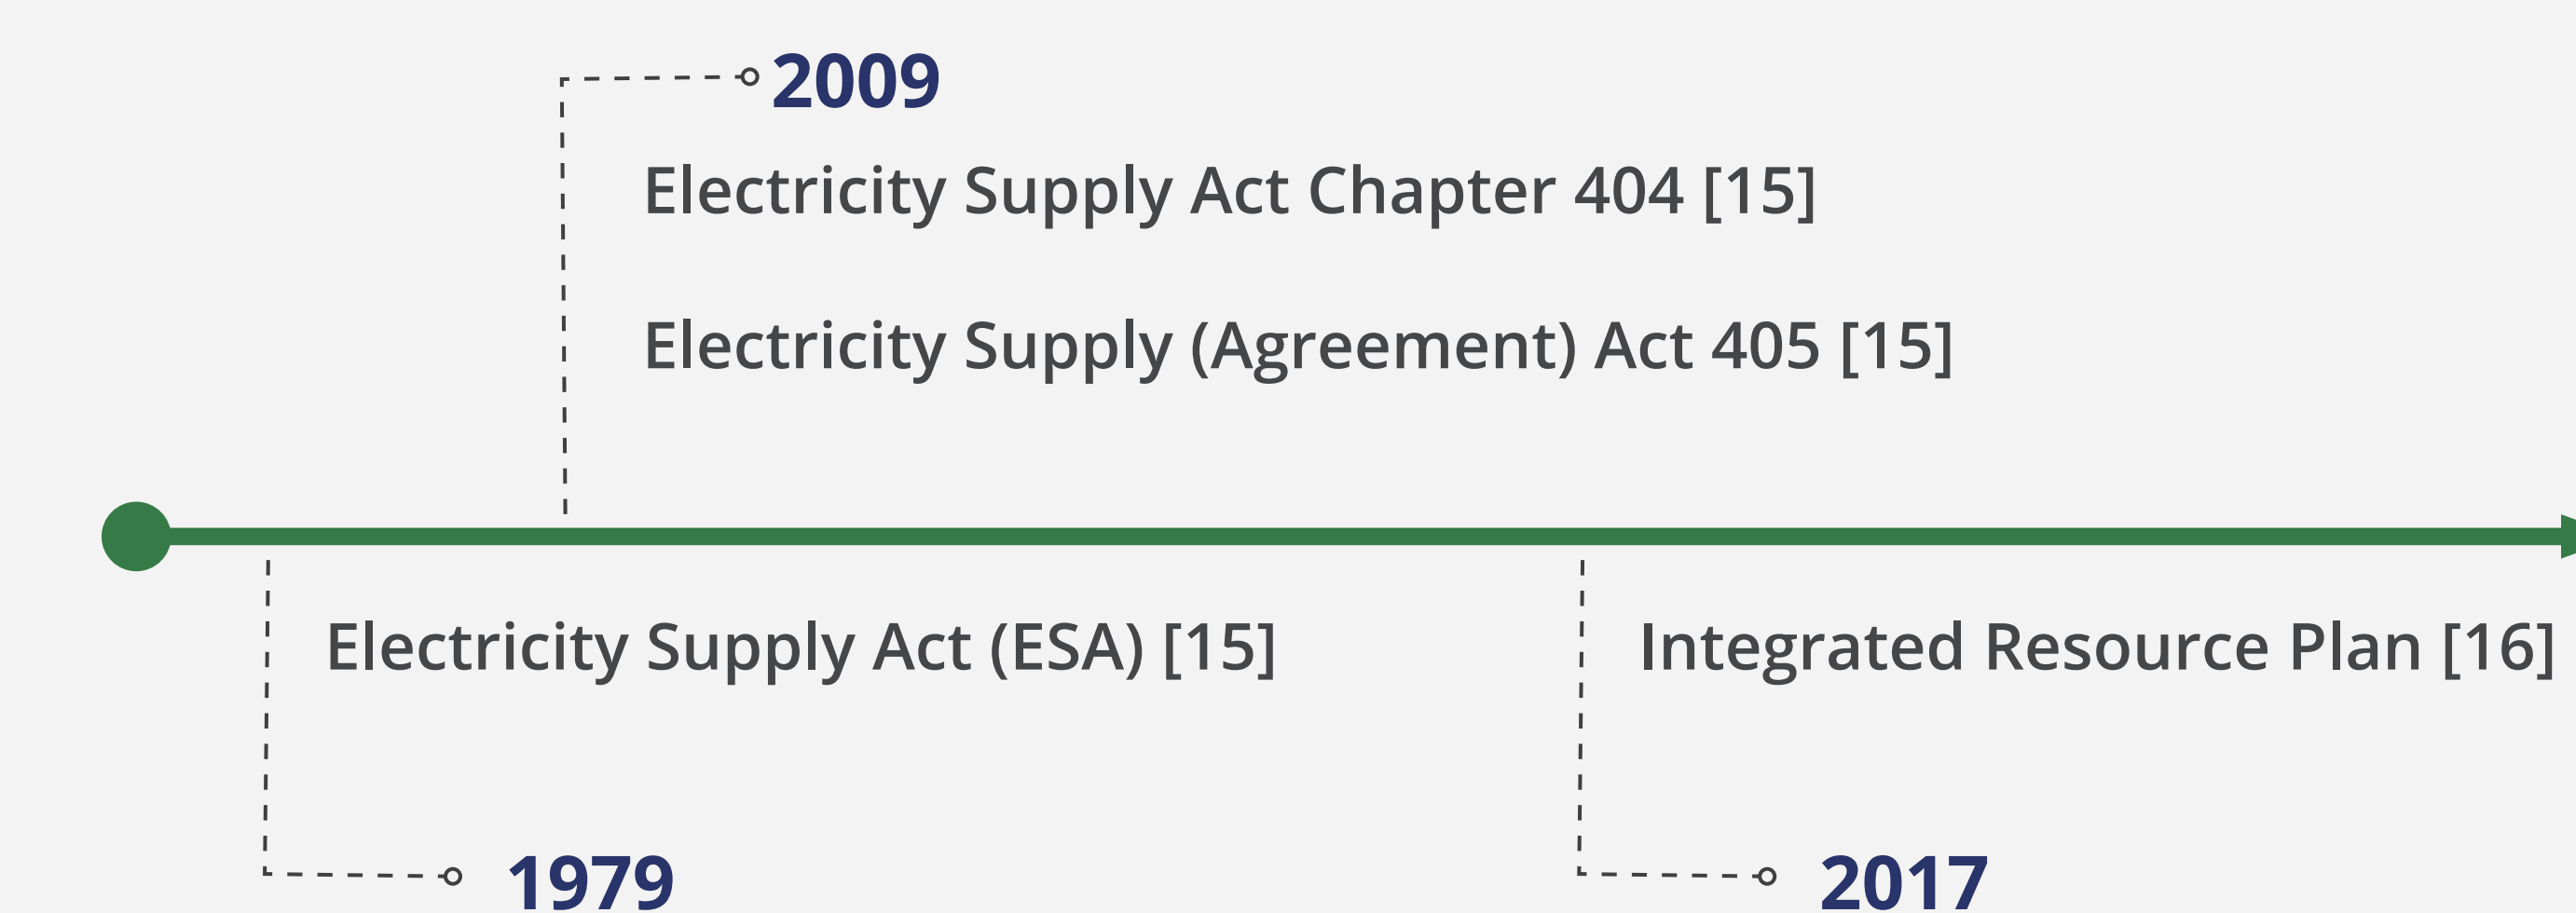 2009
Electricity Supply Act Chapter 404 [15]
Electricity Supply (Agreement) Act 405 [15]
Electricity Supply Act (ESA) [15]
Integrated Resource Plan [16]
1979
2017